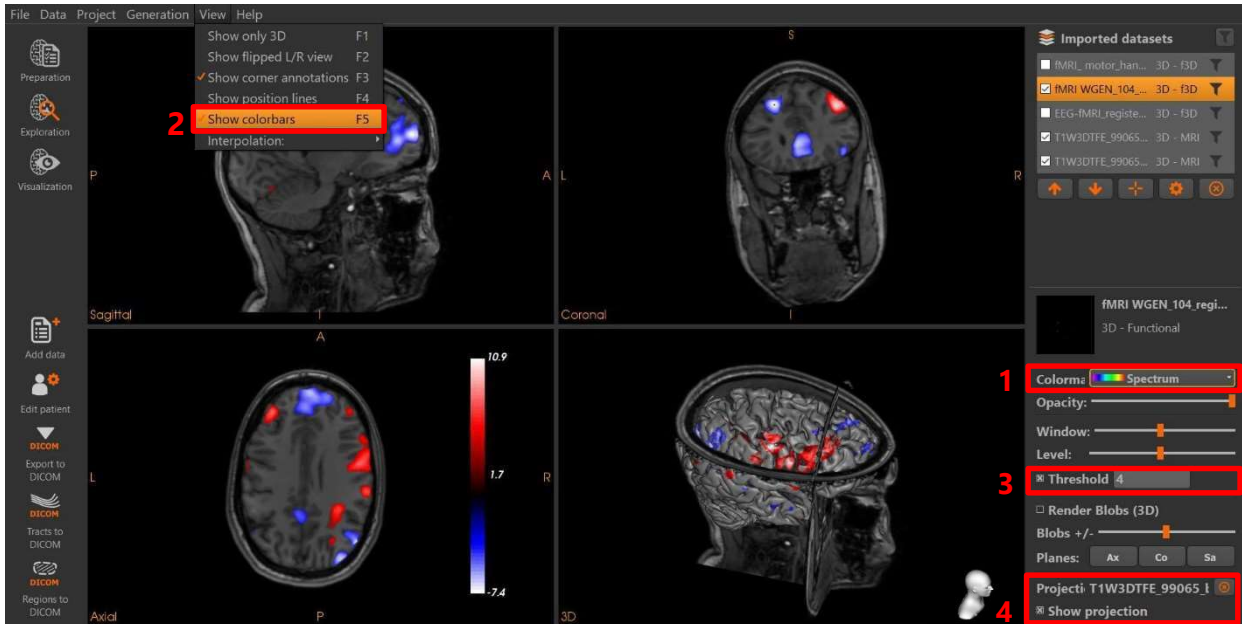 File Data Project Generation View Help
Preparation
Exploration
Visualization
Add data
Edit patient
DICOM
Export to
DICOM
DICOM
Tracts to
DICOM
DICOM
Regions to
DICOM
Show only 3D F1
Show flipped L/R view F2
Show corner annotations F3
Show position lines F4
2
Show colorbars F5
Interpolation:
P
A
Sagittal
I
S
L
R
Coronal
I
A
L
R
10.9
1.7
-7.4
Axial
P
3D
Imported datasets
fMRI_motor_han... 3D - f3D
fMRI WGEN_104_... 3D - f3D
EEG-fMRI_registe... 3D - f3D
T1W3DTFE_99065... 3D - MRI
T1W3DTFE_99065... 3D - MRI
fMRI WGEN_104_regi...
3D - Functional
1
Colorma Spectrum
Opacity:
Window:
Level:
3
Threshold 4
Render Blobs (3D)
Blobs +/-
Planes: Ax Co Sa
4
Projecti T1W3DTFE_99065_t
Show projection